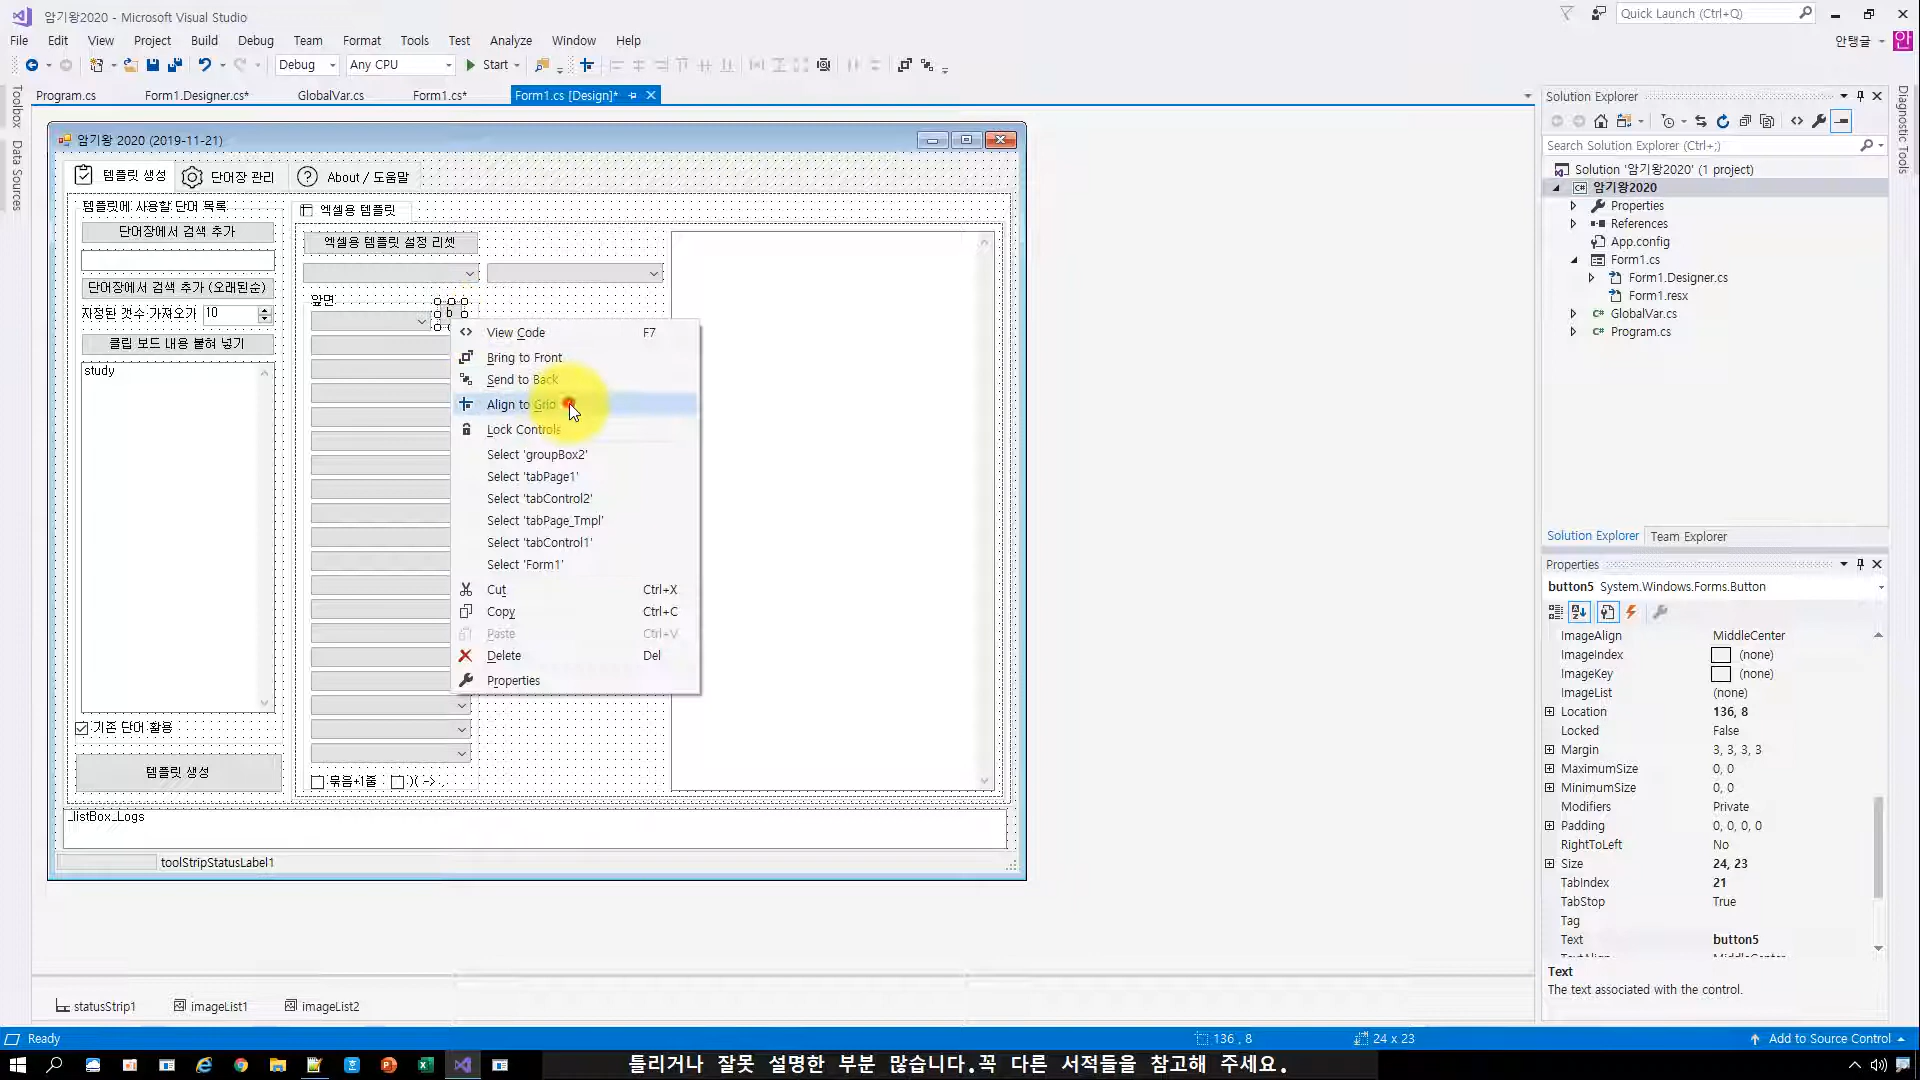 암기왕2020 - Microsoft Visual Studio
Quick Launch (Ctrl+Q)
File Edit View Project Build Debug Team Format Tools Test Analyze Window Help
안탱글 안
Debug Any CPU Start
Program.cs Form1.Designer.cs* GlobalVar.cs Form1.cs* Form1.cs [Design]*
Toolbox
Data Sources
암기왕 2020 (2019-11-21)
템플릿 생성 단어장 관리 About / 도움말
템플릿에 사용할 단어 목록
단어장에서 검색 추가
단어장에서 검색 추가 (오래된순)
지정된 갯수 가져오기 10
클립 보드 내용 붙혀 넣기
study
기존 단어 활용
템플릿 생성
엑셀용 템플릿
엑셀용 템플릿 설정 리셋
앞면
b
묶음+1줄 )( ->
View Code F7
Bring to Front
Send to Back
Align to Grid
Lock Controls
Select 'groupBox2'
Select 'tabPage1'
Select 'tabControl2'
Select 'tabPage_Tmpl'
Select 'tabControl1'
Select 'Form1'
Cut Ctrl+X
Copy Ctrl+C
Paste Ctrl+V
Delete Del
Properties
_listBox_Logs
toolStripStatusLabel1
statusStrip1 imageList1 imageList2
Solution Explorer
Search Solution Explorer (Ctrl+;)
Solution '암기왕2020' (1 project)
암기왕2020
Properties
References
App.config
Form1.cs
Form1.Designer.cs
Form1.resx
GlobalVar.cs
Program.cs
Solution Explorer Team Explorer
Diagnostic Tools
Properties
button5 System.Windows.Forms.Button
ImageAlign MiddleCenter
ImageIndex (none)
ImageKey (none)
ImageList (none)
Location 136, 8
Locked False
Margin 3, 3, 3, 3
MaximumSize 0, 0
MinimumSize 0, 0
Modifiers Private
Padding 0, 0, 0, 0
RightToLeft No
Size 24, 23
TabIndex 21
TabStop True
Tag
Text button5
TextAlign MiddleCenter
Text
The text associated with the control.
Ready 136 , 8 24 x 23 Add to Source Control
틀리거나 잘못 설명한 부분 많습니다.꼭 다른 서적들을 참고해 주세요.